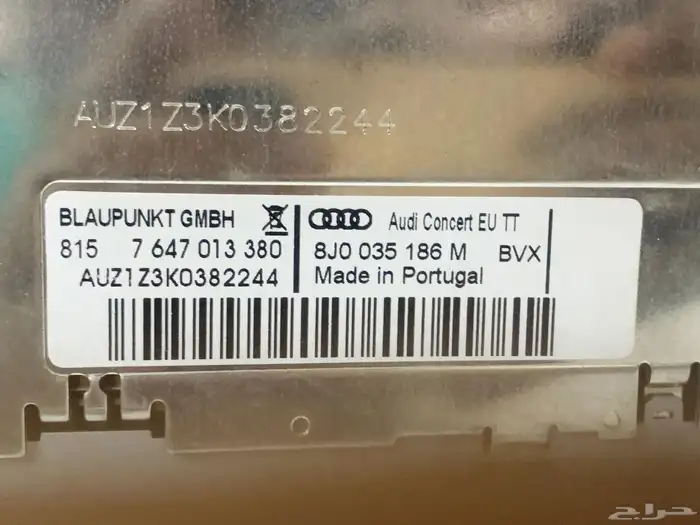 AUZ1Z3K0382244
BLAUPUNKT GMBH
815 7 647 013 380
AUZ1Z3K0382244
Audi Concert EU TT
8J0 035 186 M BVX
Made in Portugal
حراج